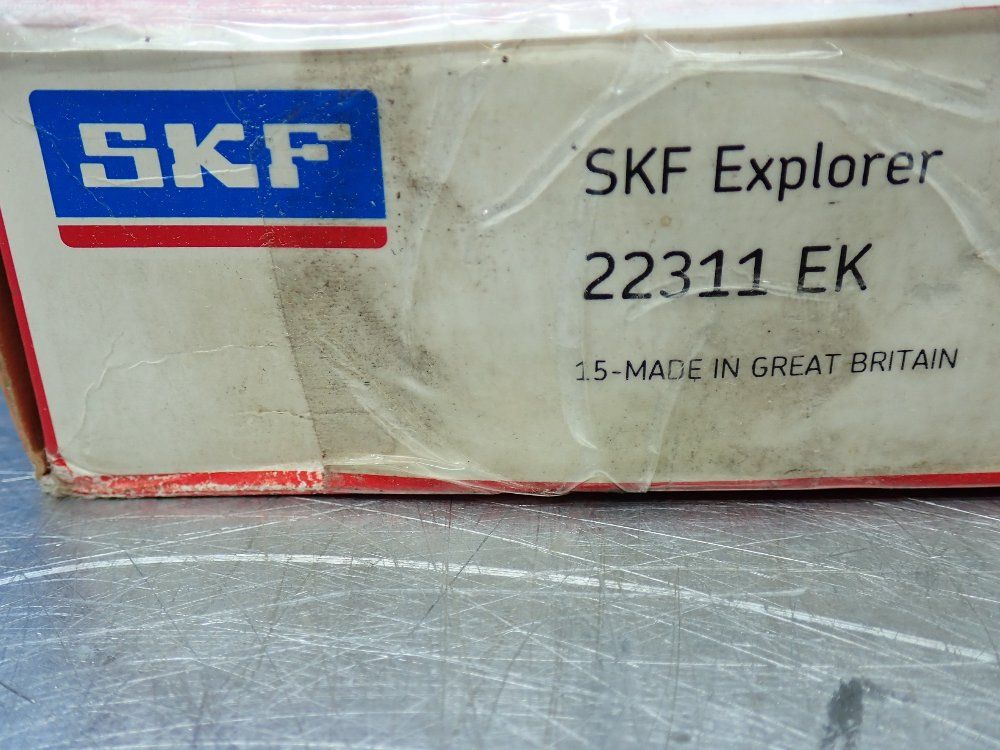 SKF
SKF Explorer
22311 EK
15-MADE IN GREAT BRITAIN